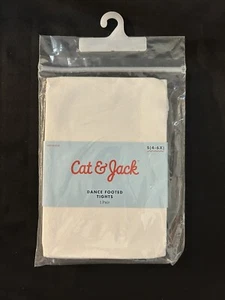 Cat & Jack
DANCE FOOTED
TIGHTS
1 Pair